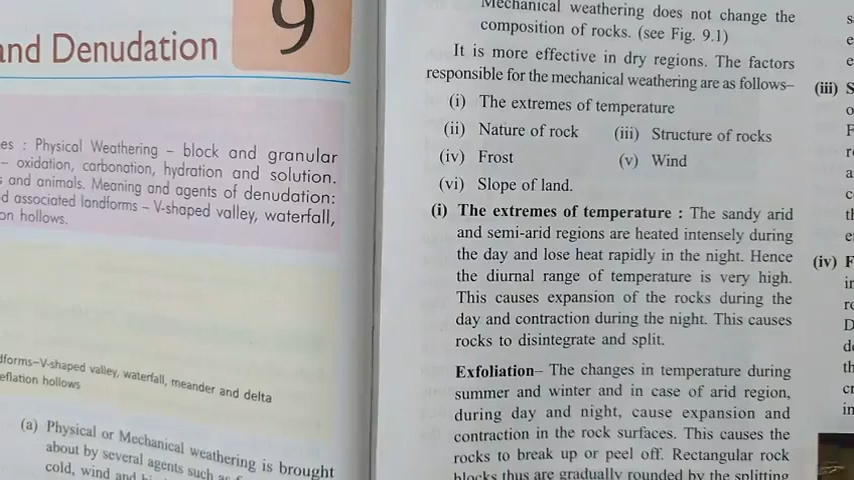 9
and Denudation
es : Physical Weathering – block and granular
– oxidation, carbonation, hydration and solution.
s and animals. Meaning and agents of denudation:
d associated landforms – V-shaped valley, waterfall,
on hollows.
dforms–V-shaped valley, waterfall, meander and delta
eflation hollows
(a) Physical or Mechanical weathering is brought
about by several agents such as
cold, wind and
Mechanical weathering does not change the
composition of rocks. (see Fig. 9.1)
It is more effective in dry regions. The factors
responsible for the mechanical weathering are as follows–
(i) The extremes of temperature
(ii) Nature of rock (iii) Structure of rocks
(iv) Frost (v) Wind
(vi) Slope of land.
(i) The extremes of temperature : The sandy arid
and semi-arid regions are heated intensely during
the day and lose heat rapidly in the night. Hence
the diurnal range of temperature is very high.
This causes expansion of the rocks during the
day and contraction during the night. This causes
rocks to disintegrate and split.
Exfoliation– The changes in temperature during
summer and winter and in case of arid region,
during day and night, cause expansion and
contraction in the rock surfaces. This causes the
rocks to break up or peel off. Rectangular rock
blocks thus are gradually rounded by the splitting
(iii) S
(iv) F